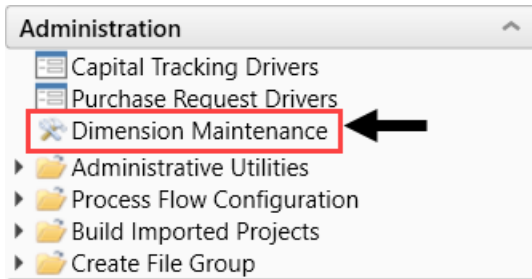 Administration
Capital Tracking Drivers
Purchase Request Drivers
Dimension Maintenance
Administrative Utilities
Process Flow Configuration
Build Imported Projects
Create File Group